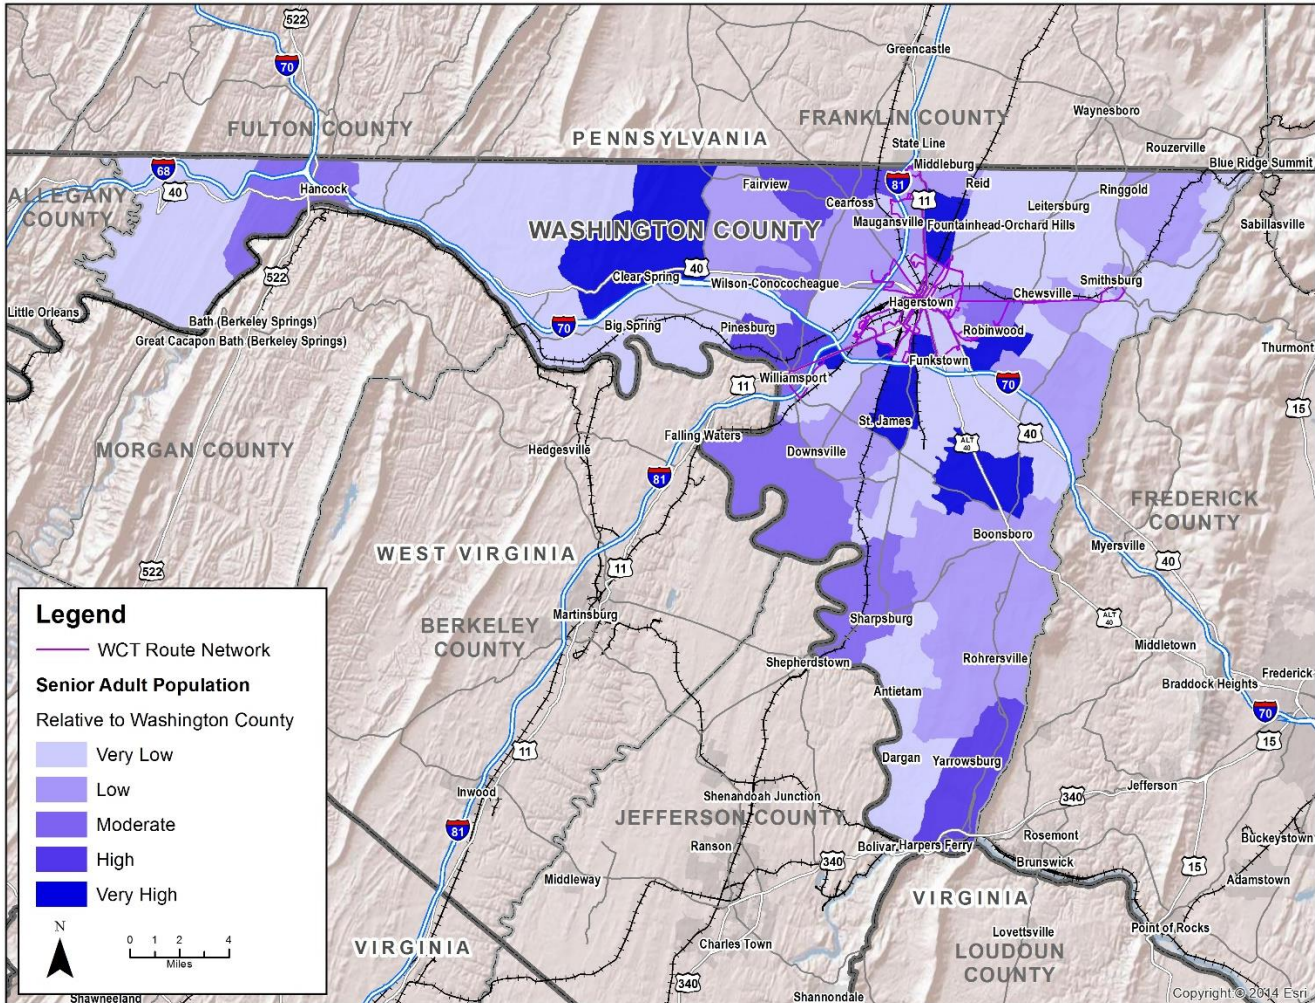 522
70
Greencastle
FULTON COUNTY
FRANKLIN COUNTY
Waynesboro
PENNSYLVANIA
State Line
Rouzerville
Middleburg
Blue Ridge Summit
68
40
ALLEGANY
COUNTY
Hancock
Fairview
81
Reid
Ringgold
11
Cearfoss
Leitersburg
Maugansville
Fountainhead-Orchard Hills
Sabillasville
WASHINGTON COUNTY
40
Clear Spring
Wilson-Conococheague
522
Smithsburg
Chewsville
Hagerstown
Little Orleans
Bath (Berkeley Springs)
Great Cacapon Bath (Berkeley Springs)
70
Big Spring
Pinesburg
Robinwood
Thurmont
Funkstown
Williamsport
11
70
15
St. James
40
Falling Waters
ALT
40
MORGAN COUNTY
Hedgesville
Downsville
81
FREDERICK
COUNTY
Boonsboro
Myersville
WEST VIRGINIA
522
11
40
Martinsburg
BERKELEY
COUNTY
Sharpsburg
ALT
40
Middletown
Shepherdstown
Rohrersville
Frederick
Braddock Heights
Antietam
70
15
11
Dargan
Yarrowsburg
Inwood
Shenandoah Junction
340
Jefferson
JEFFERSON COUNTY
81
Ranson
Bolivar
Harpers Ferry
Rosemont
Buckeystown
340
Brunswick
15
Middleway
Adamstown
VIRGINIA
Point of Rocks
Lovettsville
VIRGINIA
Charles Town
LOUDOUN
COUNTY
340
Shannondale
Shawneeland
Legend
WCT Route Network
Senior Adult Population
Relative to Washington County
Very Low
Low
Moderate
High
Very High
N
0 2 4
Miles
Copyright:© 2014 Esri